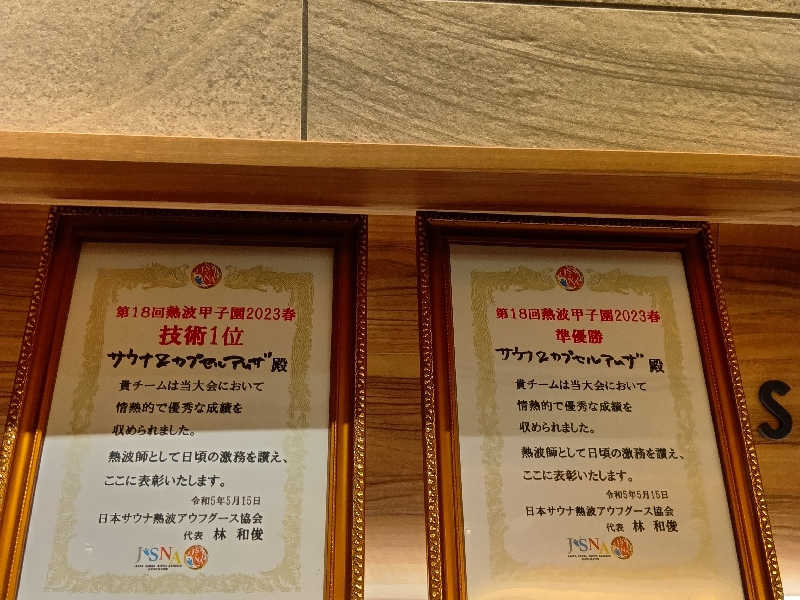 第18回熱波甲子園2023春
技術1位
サウナ&カプセルアムザ 殿
貴チームは当大会において
情熱的で優秀な成績を
収められました。
熱波師として日頃の激務を讃え、
ここに表彰いたします。
令和5年5月15日
日本サウナ熱波アウフグース協会
代表 林 和俊
JSNA
第18回熱波甲子園2023春
準優勝
サウナ&カプセルアムザ 殿
貴チームは当大会において
情熱的で優秀な成績を
収められました。
熱波師として日頃の激務を讃え、
ここに表彰いたします。
令和5年5月15日
日本サウナ熱波アウフグース協会
代表 林 和俊
JSNA
S